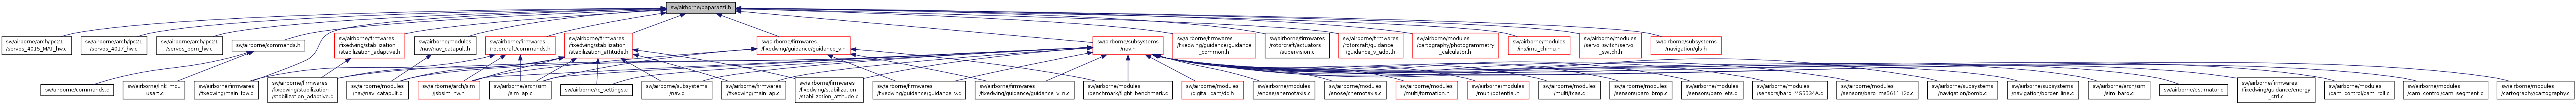 sw/airborne/paparazzi.h
sw/airborne/arch/lpc21
/servos_4015_MAT_hw.c
sw/airborne/arch/lpc21
/servos_4017_hw.c
sw/airborne/arch/lpc21
/servos_ppm_hw.c
sw/airborne/commands.h
sw/airborne/firmwares
/fixedwing/stabilization
/stabilization_adaptive.h
sw/airborne/modules
/nav/nav_catapult.h
sw/airborne/firmwares
/rotorcraft/commands.h
sw/airborne/firmwares
/fixedwing/stabilization
/stabilization_attitude.h
sw/airborne/firmwares
/fixedwing/guidance/guidance_v.h
sw/airborne/subsystems
/nav.h
sw/airborne/firmwares
/fixedwing/guidance/guidance
_common.h
sw/airborne/firmwares
/rotorcraft/actuators
/supervision.c
sw/airborne/firmwares
/rotorcraft/guidance
/guidance_v_adpt.h
sw/airborne/modules
/cartography/photogrammetry
_calculator.h
sw/airborne/modules
/ins/imu_chimu.h
sw/airborne/modules
/servo_switch/servo
_switch.h
sw/airborne/subsystems
/navigation/gls.h
sw/airborne/commands.c
sw/airborne/link_mcu
_usart.c
sw/airborne/firmwares
/fixedwing/main_fbw.c
sw/airborne/firmwares
/fixedwing/stabilization
/stabilization_adaptive.c
sw/airborne/modules
/nav/nav_catapult.c
sw/airborne/arch/sim
/jsbsim_hw.h
sw/airborne/arch/sim
/sim_ap.c
sw/airborne/rc_settings.c
sw/airborne/subsystems
/nav.c
sw/airborne/firmwares
/fixedwing/main_ap.c
sw/airborne/firmwares
/fixedwing/stabilization
/stabilization_attitude.c
sw/airborne/firmwares
/fixedwing/guidance/guidance_v.c
sw/airborne/firmwares
/fixedwing/guidance/guidance_v_n.c
sw/airborne/modules
/benchmark/flight_benchmark.c
sw/airborne/modules
/digital_cam/dc.h
sw/airborne/modules
/enose/anemotaxis.c
sw/airborne/modules
/enose/chemotaxis.c
sw/airborne/modules
/multi/formation.h
sw/airborne/modules
/multi/potential.h
sw/airborne/modules
/multi/tcas.c
sw/airborne/modules
/sensors/baro_bmp.c
sw/airborne/modules
/sensors/baro_ets.c
sw/airborne/modules
/sensors/baro_MS5534A.c
sw/airborne/modules
/sensors/baro_ms5611_i2c.c
sw/airborne/subsystems
/navigation/bomb.c
sw/airborne/subsystems
/navigation/border_line.c
sw/airborne/arch/sim
/sim_baro.c
sw/airborne/estimator.c
sw/airborne/firmwares
/fixedwing/guidance/energy
_ctrl.c
sw/airborne/modules
/cam_control/cam_roll.c
sw/airborne/modules
/cam_control/cam_segment.c
sw/airborne/modules
/cartography/cartography.c